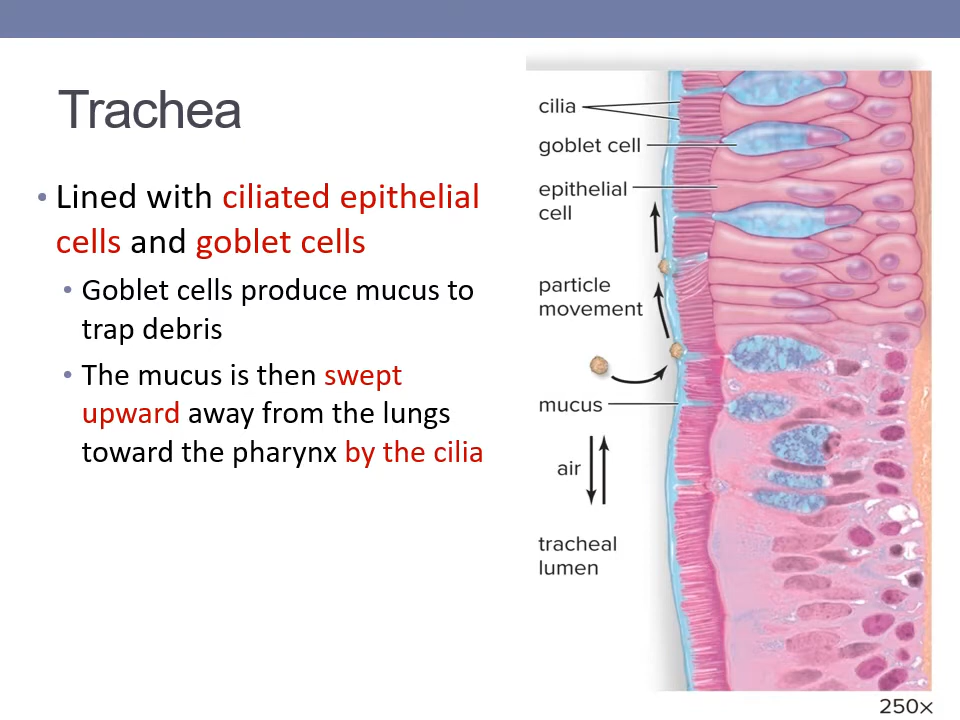 Trachea
• Lined with ciliated epithelial
cells and goblet cells
• Goblet cells produce mucus to
trap debris
• The mucus is then swept
upward away from the lungs
toward the pharynx by the cilia
cilia
goblet cell
epithelial
cell
particle
movement
mucus
air
tracheal
lumen
250×